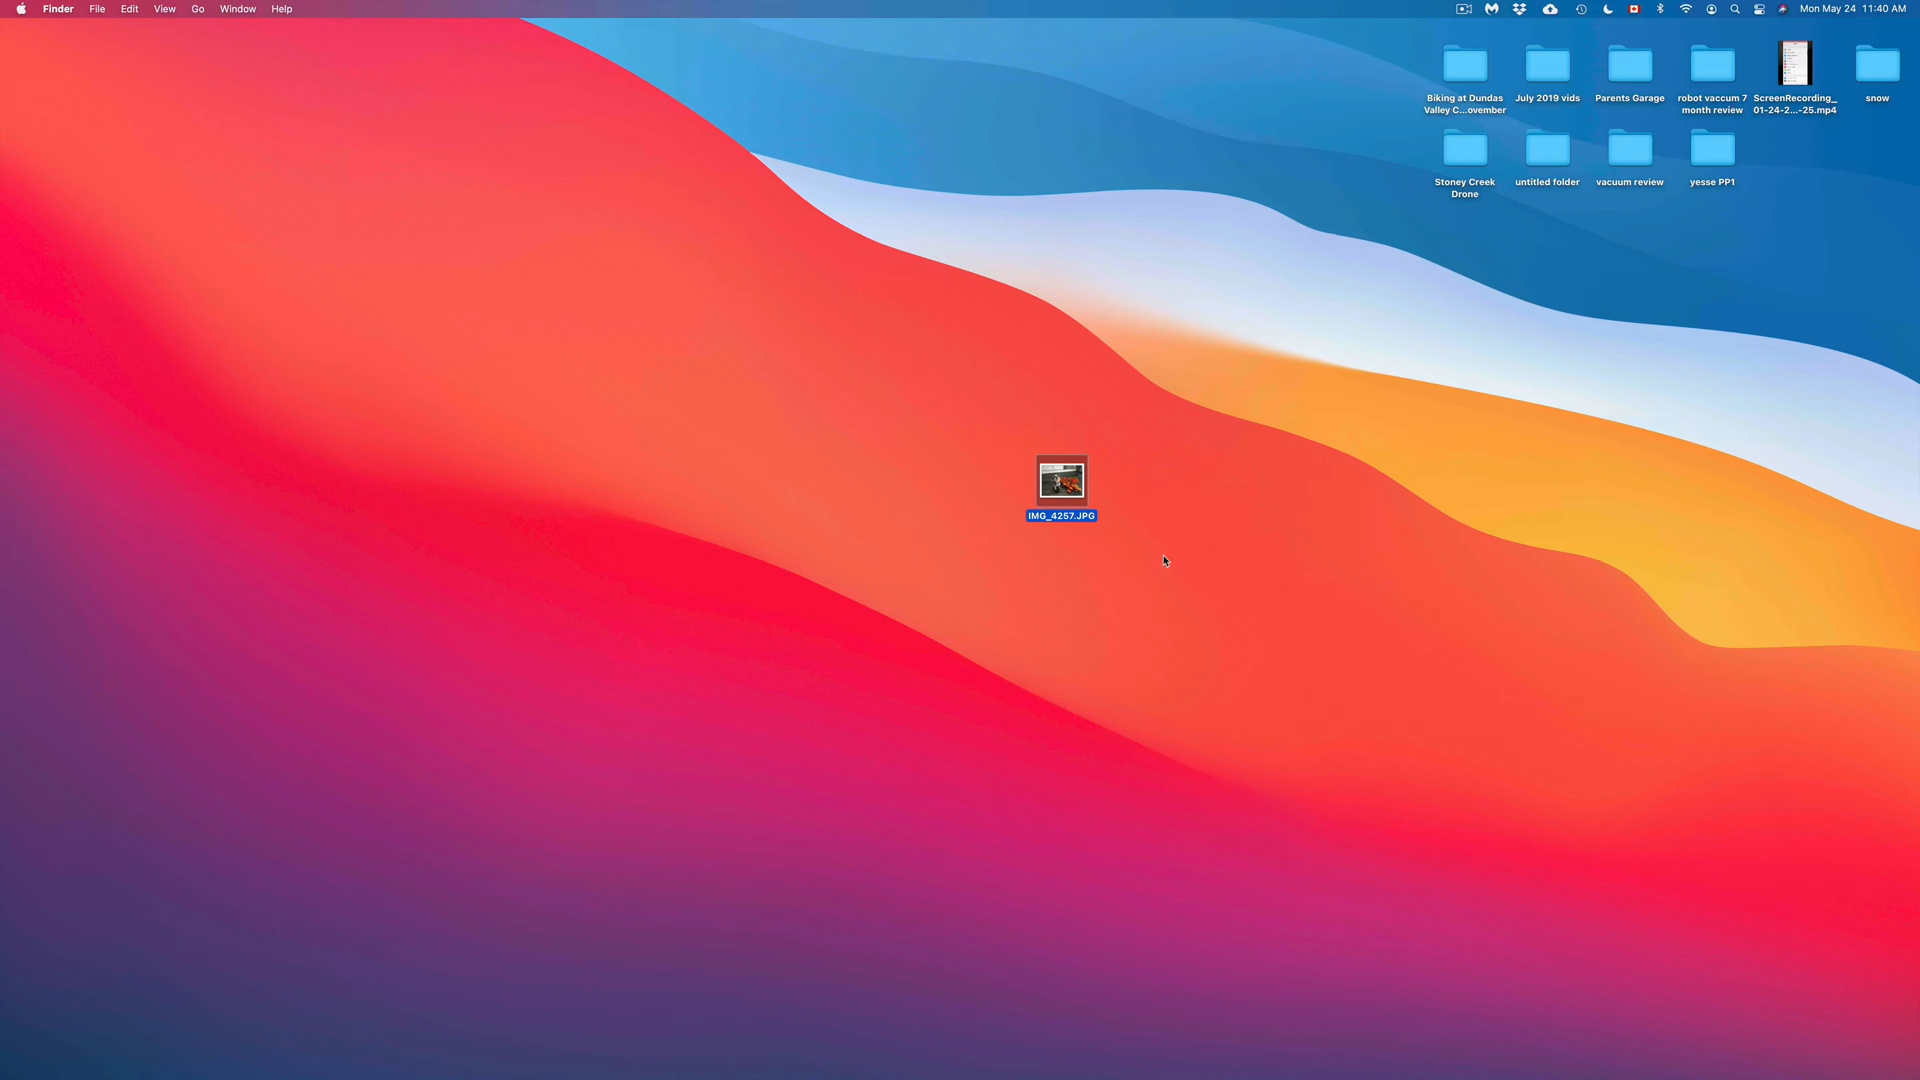 Finder File Edit View Go Window Help
Mon May 24 11:40 AM
Biking at Dundas
Valley C...ovember
July 2019 vids
Parents Garage
robot vaccum 7
month review
ScreenRecording_
01-24-2...-25.mp4
snow
Stoney Creek
Drone
untitled folder
vacuum review
yesse PP1
IMG_4257.JPG